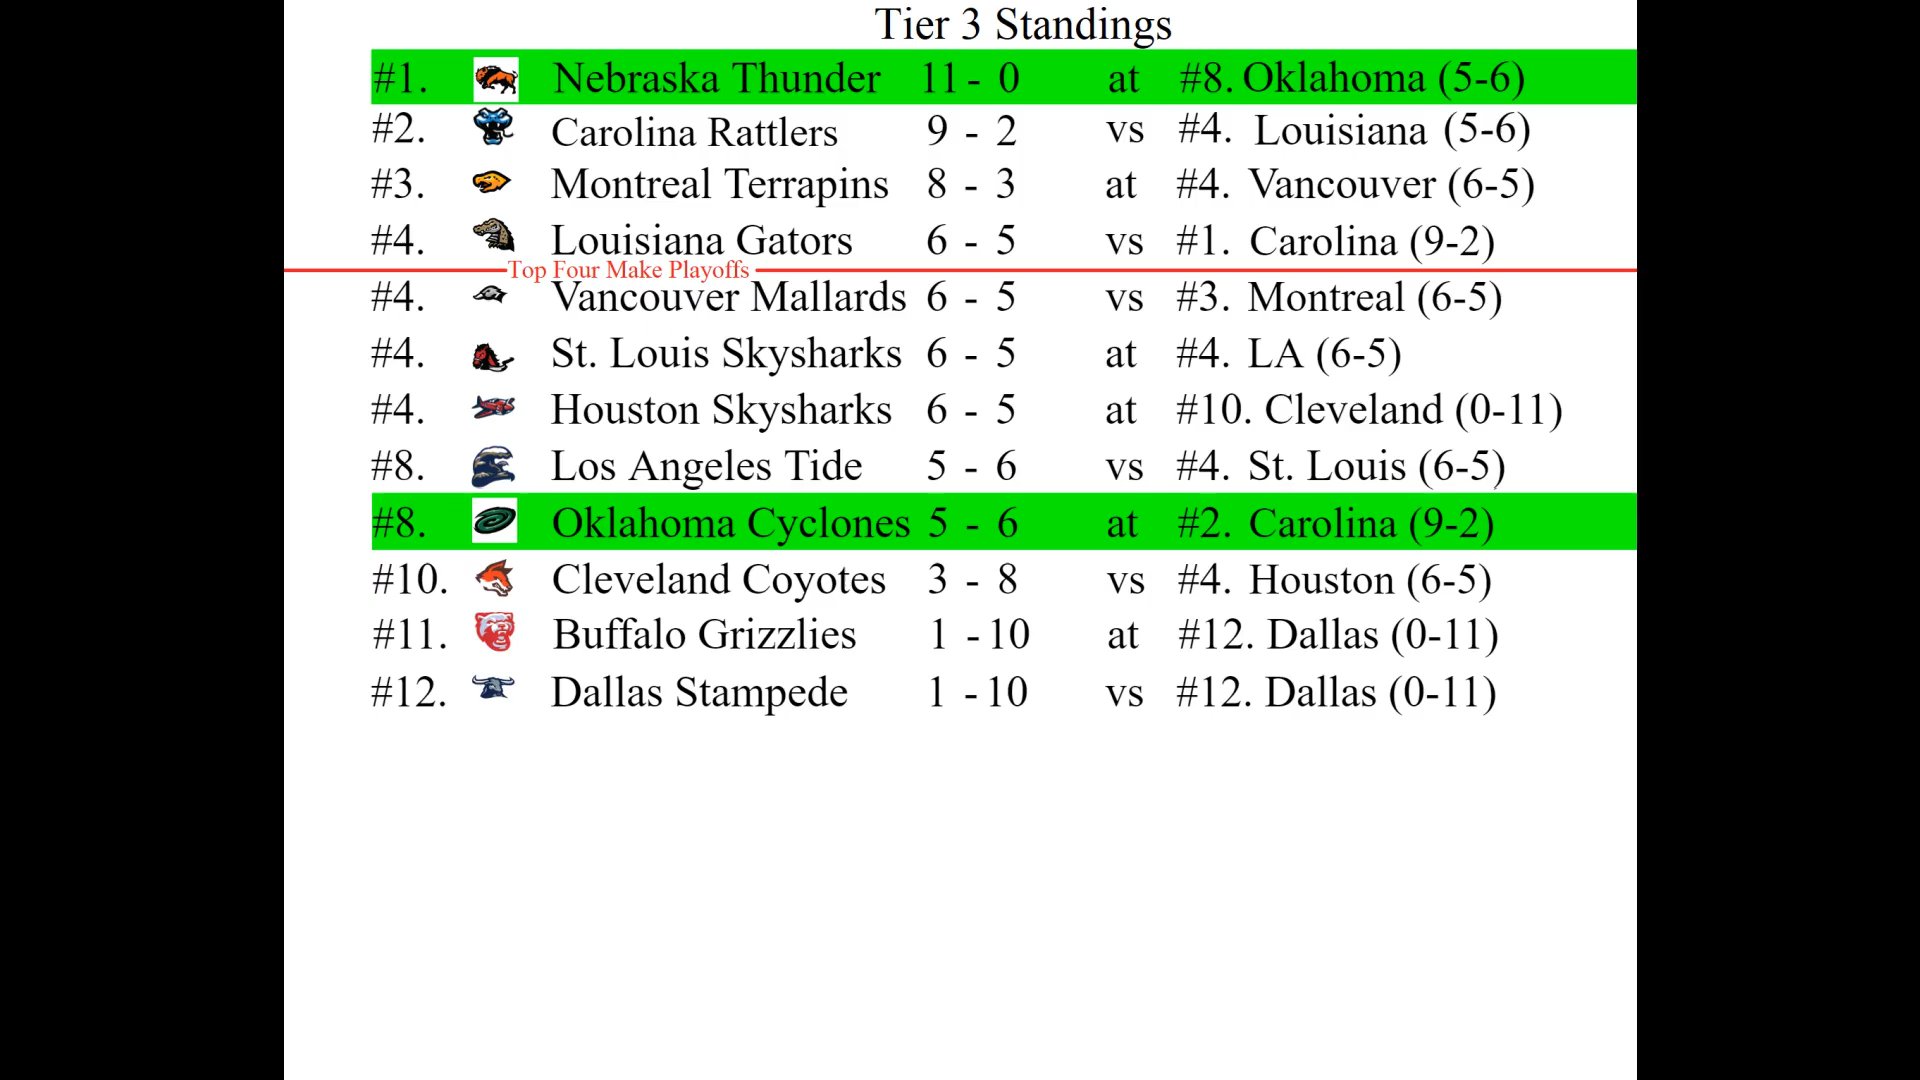 Tier 3 Standings
#1. Nebraska Thunder 11 - 0 at #8. Oklahoma (5-6)
#2. Carolina Rattlers 9 - 2 vs #4. Louisiana (5-6)
#3. Montreal Terrapins 8 - 3 at #4. Vancouver (6-5)
#4. Louisiana Gators 6 - 5 vs #1. Carolina (9-2)
Top Four Make Playoffs
#4. Vancouver Mallards 6 - 5 vs #3. Montreal (6-5)
#4. St. Louis Skysharks 6 - 5 at #4. LA (6-5)
#4. Houston Skysharks 6 - 5 at #10. Cleveland (0-11)
#8. Los Angeles Tide 5 - 6 vs #4. St. Louis (6-5)
#8. Oklahoma Cyclones 5 - 6 at #2. Carolina (9-2)
#10. Cleveland Coyotes 3 - 8 vs #4. Houston (6-5)
#11. Buffalo Grizzlies 1 - 10 at #12. Dallas (0-11)
#12. Dallas Stampede 1 - 10 vs #12. Dallas (0-11)